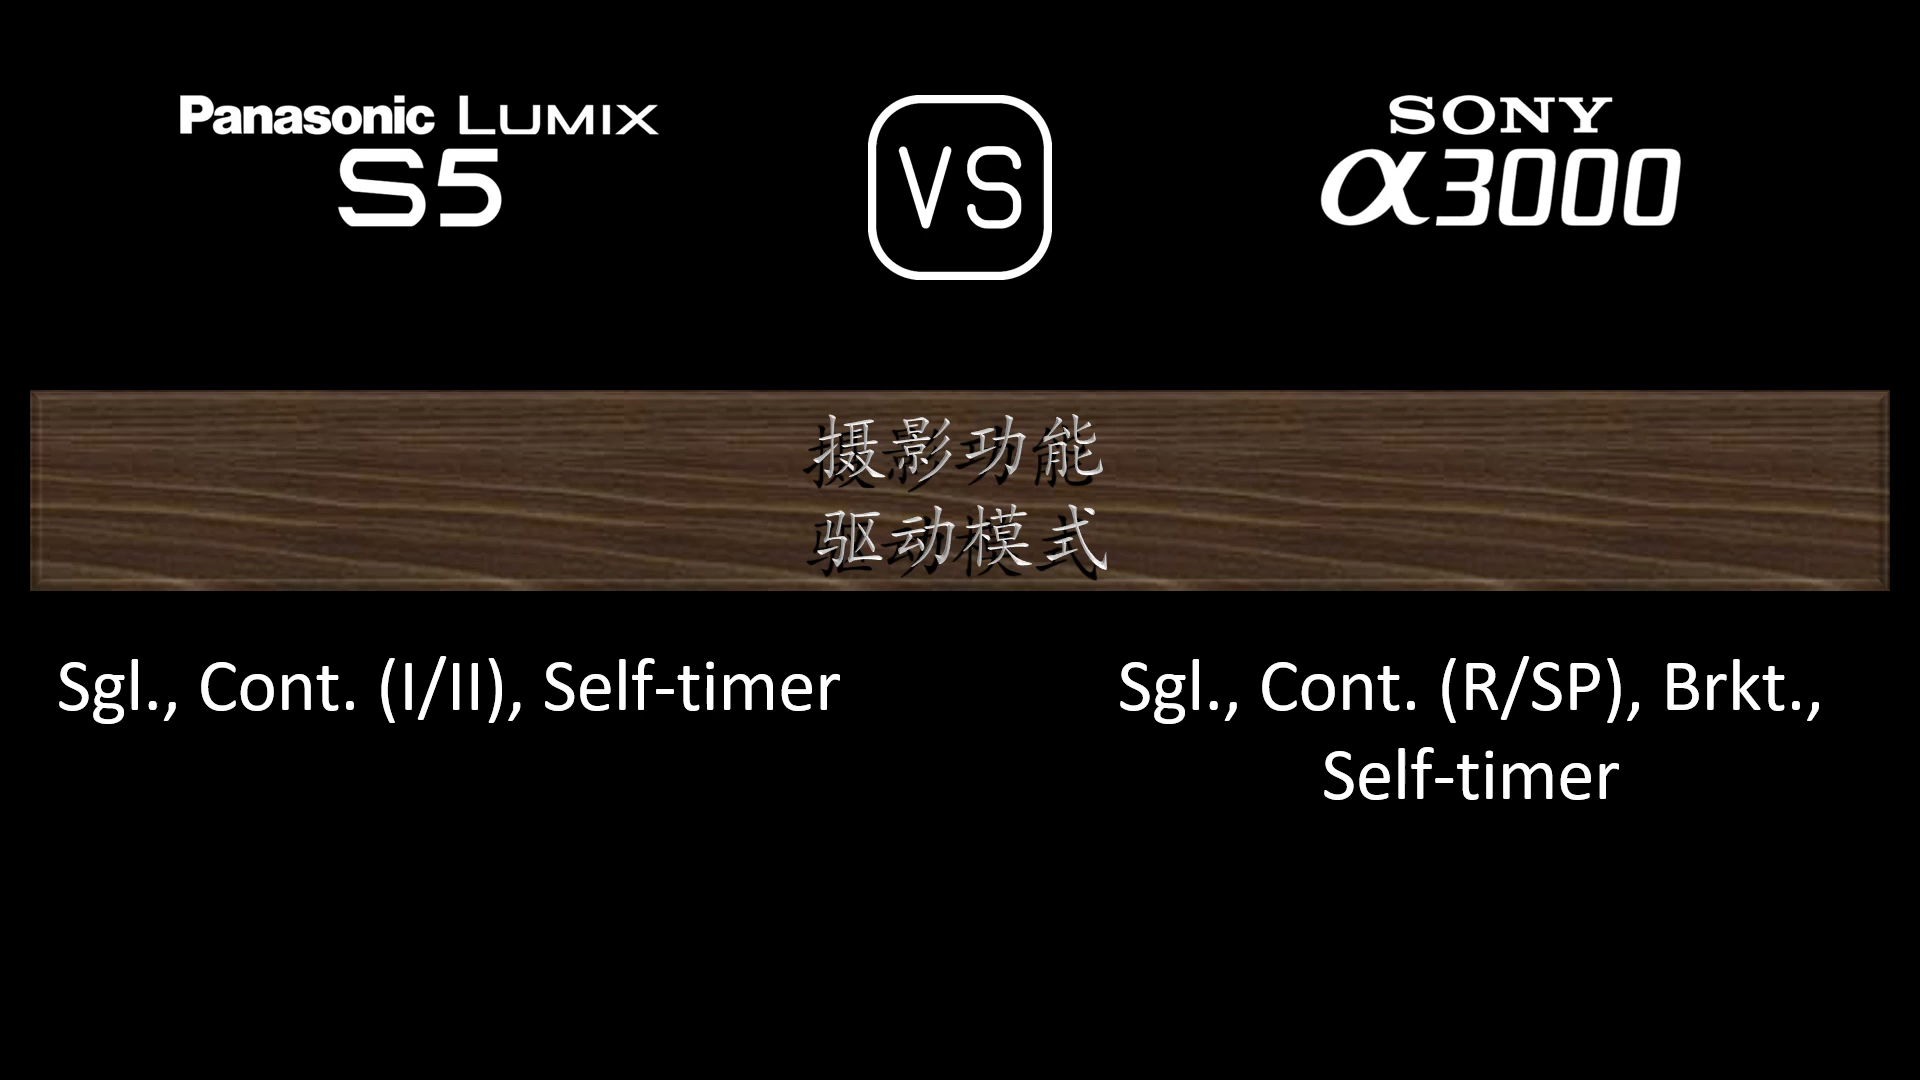 Panasonic LUMIX
S5
VS
SONY
α3000
摄影功能
驱动模式
Sgl., Cont. (I/II), Self-timer
Sgl., Cont. (R/SP), Brkt.,
Self-timer